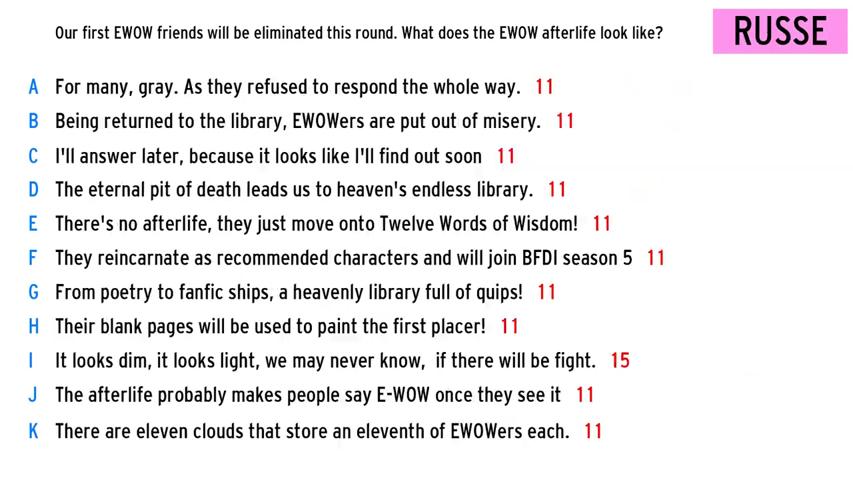 Our first EWOW friends will be eliminated this round. What does the EWOW afterlife look like?
RUSSE
A For many, gray. As they refused to respond the whole way. 11
B Being returned to the library, EWOWers are put out of misery. 11
C I'll answer later, because it looks like I'll find out soon 11
D The eternal pit of death leads us to heaven's endless library. 11
E There's no afterlife, they just move onto Twelve Words of Wisdom! 11
F They reincarnate as recommended characters and will join BFDI season 5 11
G From poetry to fanfic ships, a heavenly library full of quips! 11
H Their blank pages will be used to paint the first placer! 11
I It looks dim, it looks light, we may never know, if there will be fight. 15
J The afterlife probably makes people say E-WOW once they see it 11
K There are eleven clouds that store an eleventh of EWOWers each. 11